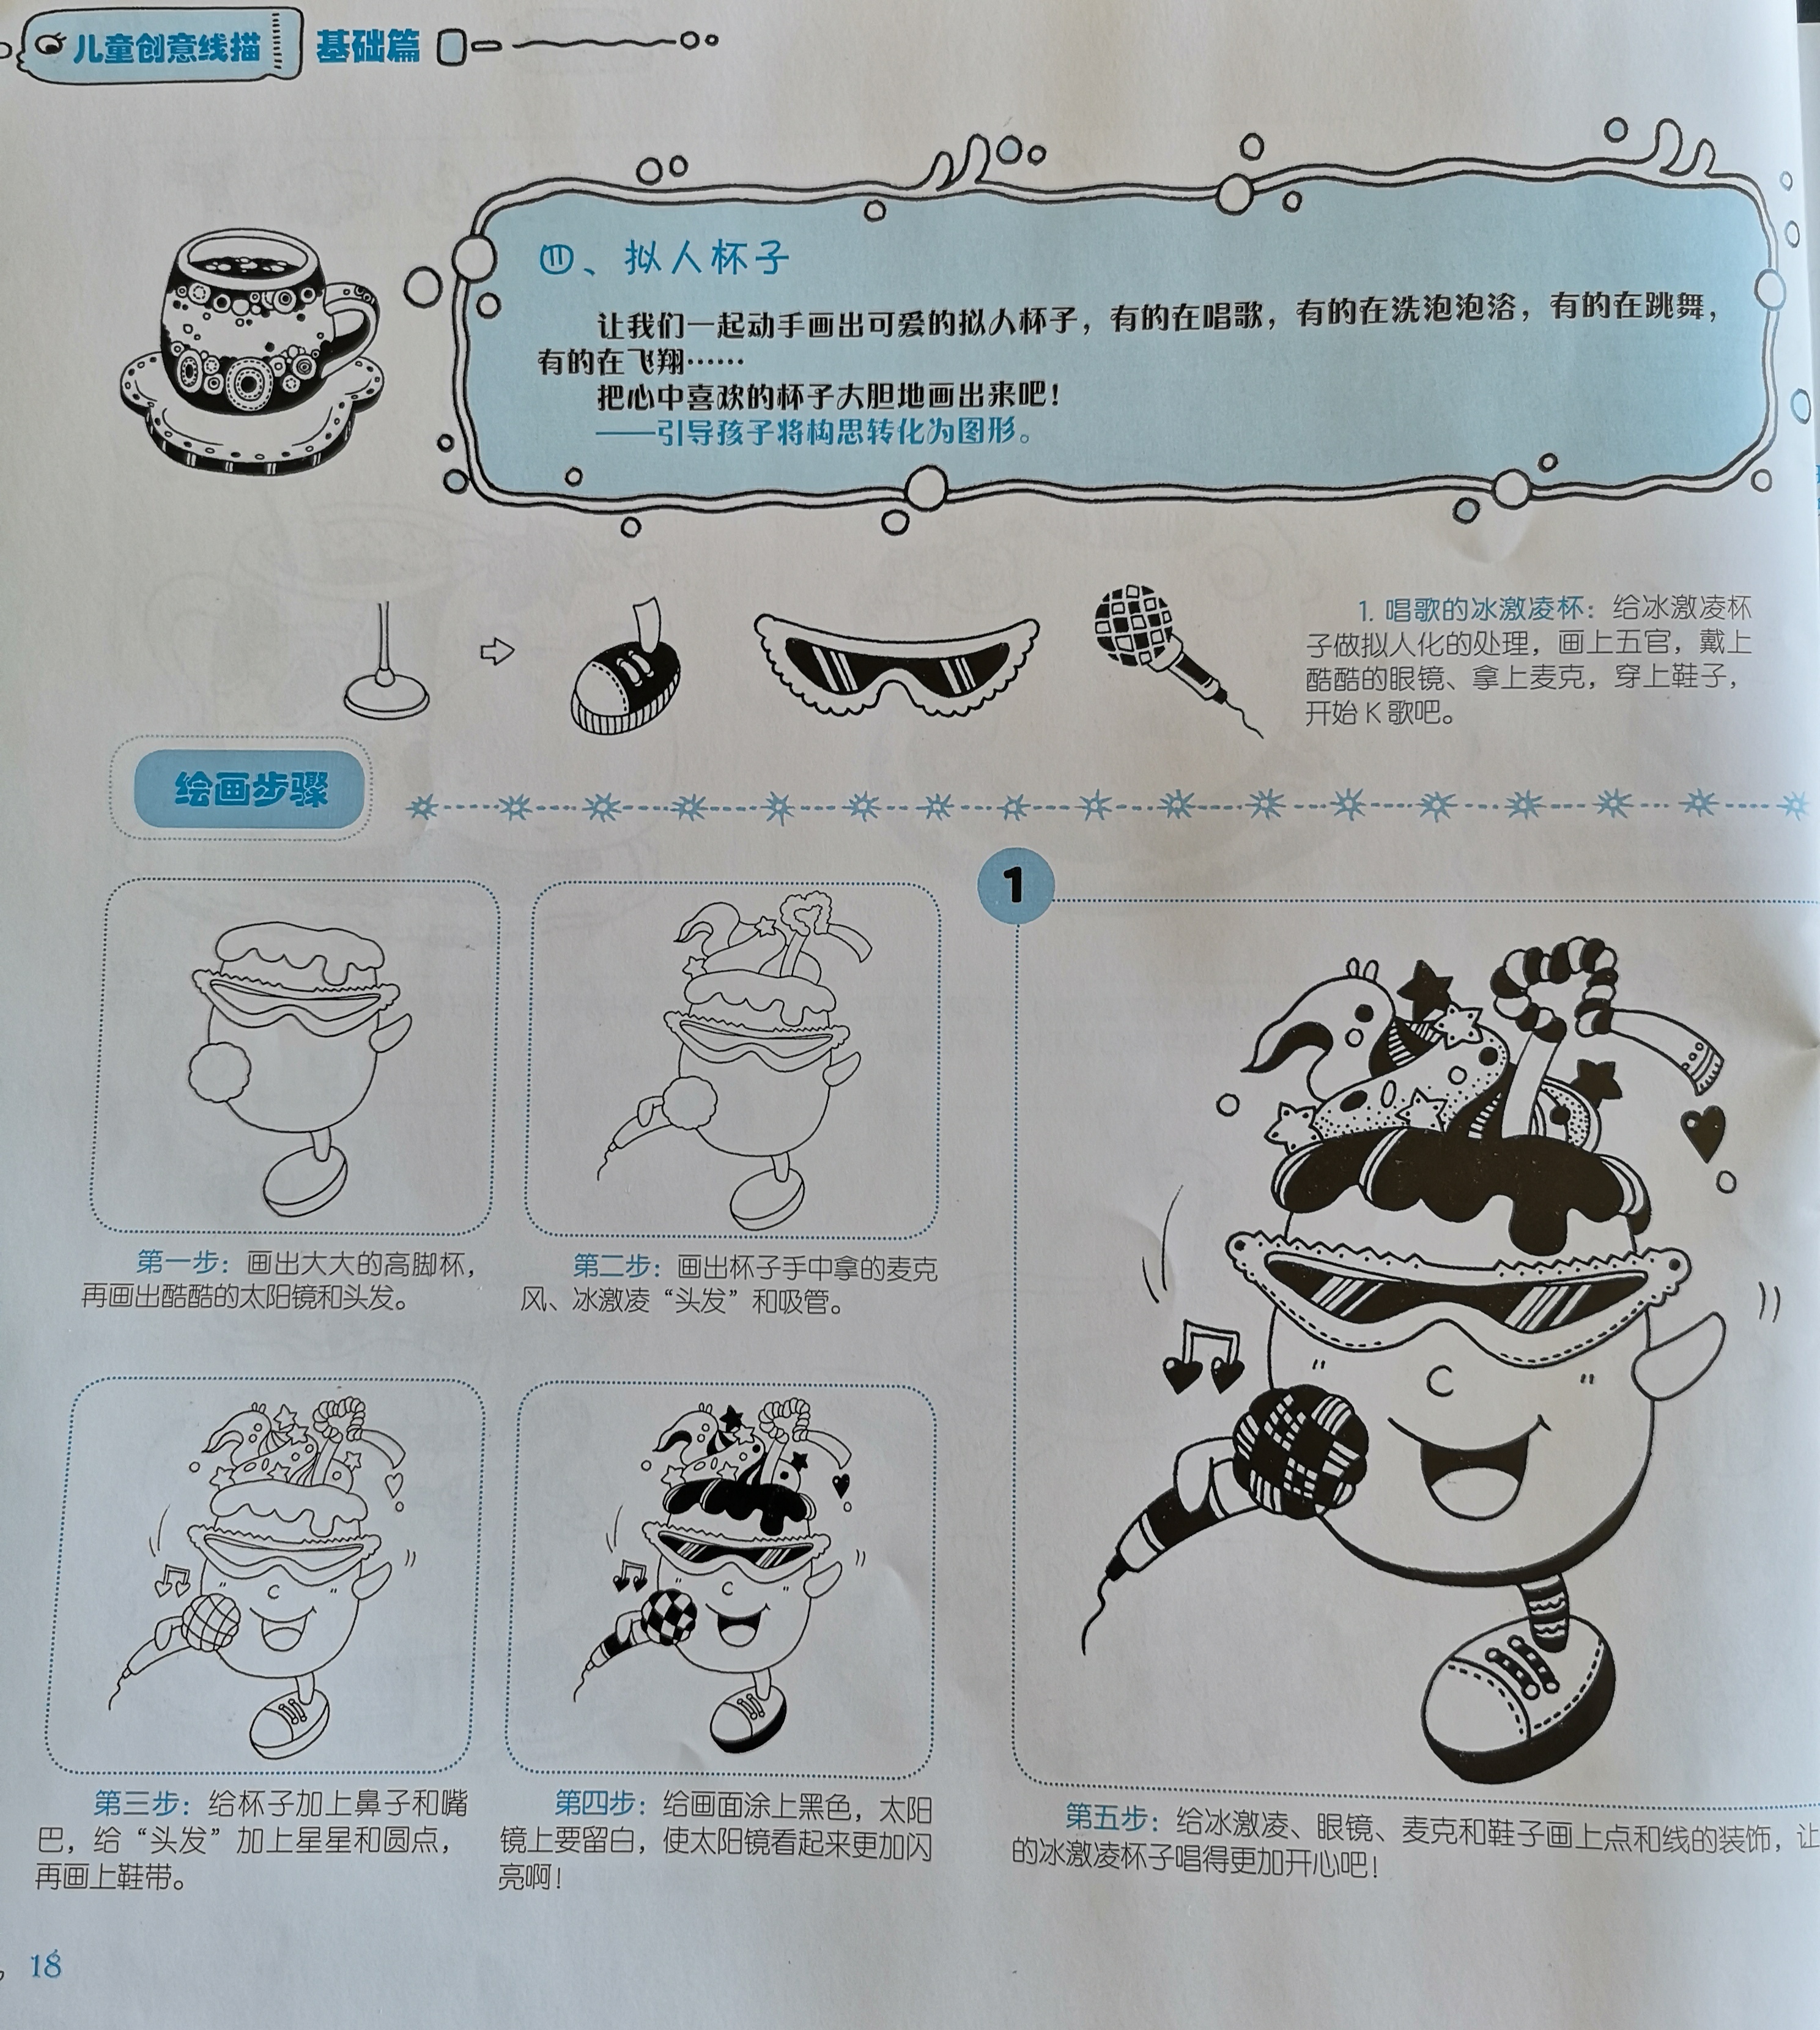 儿童创意线描 基础篇
四、拟人杯子
让我们一起动手画出可爱的拟人杯子，有的在唱歌，有的在洗泡泡浴，有的在跳舞，
有的在飞翔……
把心中喜欢的杯子大胆地画出来吧！
——引导孩子将构思转化为图形。
1. 唱歌的冰激凌杯：给冰激凌杯
子做拟人化的处理，画上五官，戴上
酷酷的眼镜、拿上麦克，穿上鞋子，
开始 K 歌吧。
绘画步骤
1
第一步：画出大大的高脚杯，
再画出酷酷的太阳镜和头发。
第二步：画出杯子手中拿的麦克
风、冰激凌“头发”和吸管。
第三步：给杯子加上鼻子和嘴
巴，给“头发”加上星星和圆点，
再画上鞋带。
第四步：给画面涂上黑色，太阳
镜上要留白，使太阳镜看起来更加闪
亮啊！
第五步：给冰激凌、眼镜、麦克和鞋子画上点和线的装饰，让
的冰激凌杯子唱得更加开心吧！
18